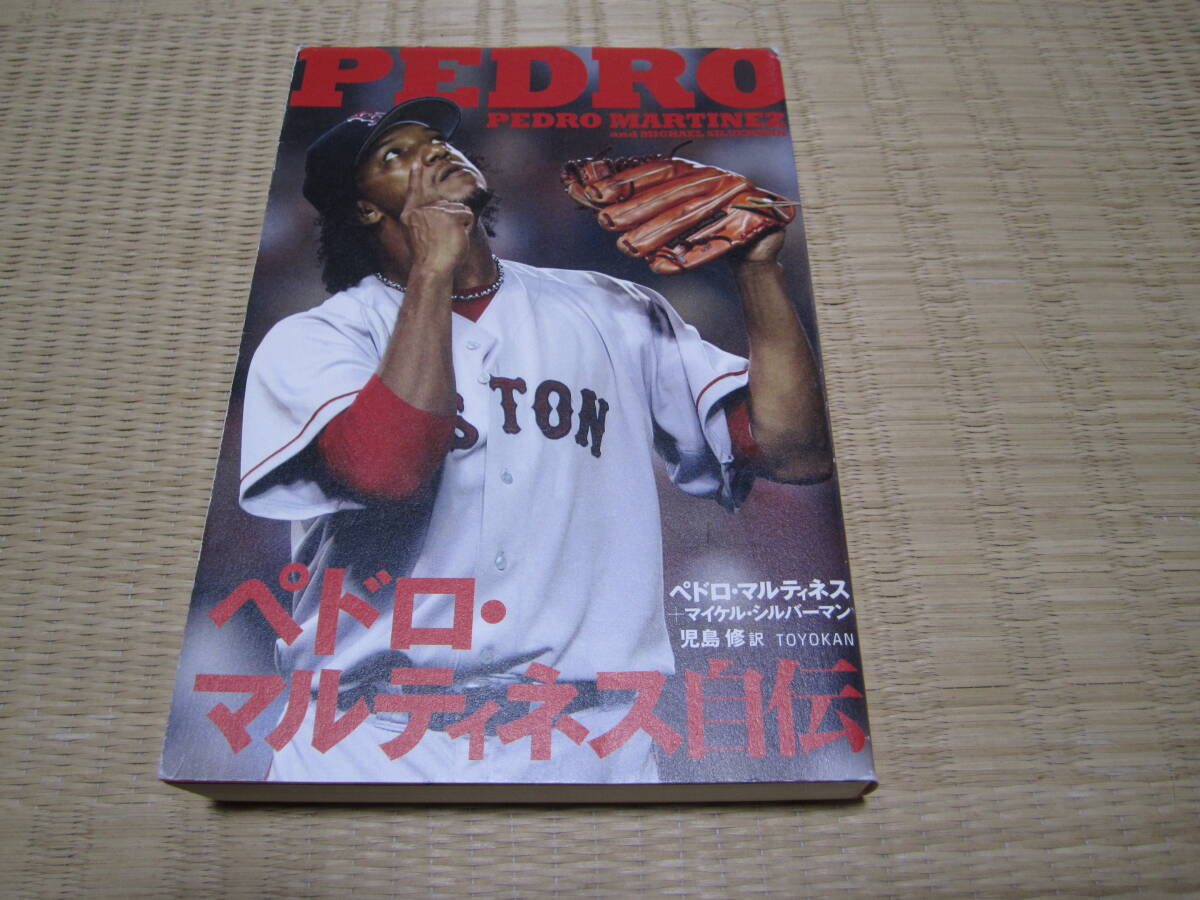 PEDRO
PEDRO MARTINEZ
and MICHAEL SILVERMAN
STON
ペドロ・マルティネス
+マイケル・シルバーマン
児島 修 訳 TOYOKAN
ペドロ・
マルティネス自伝